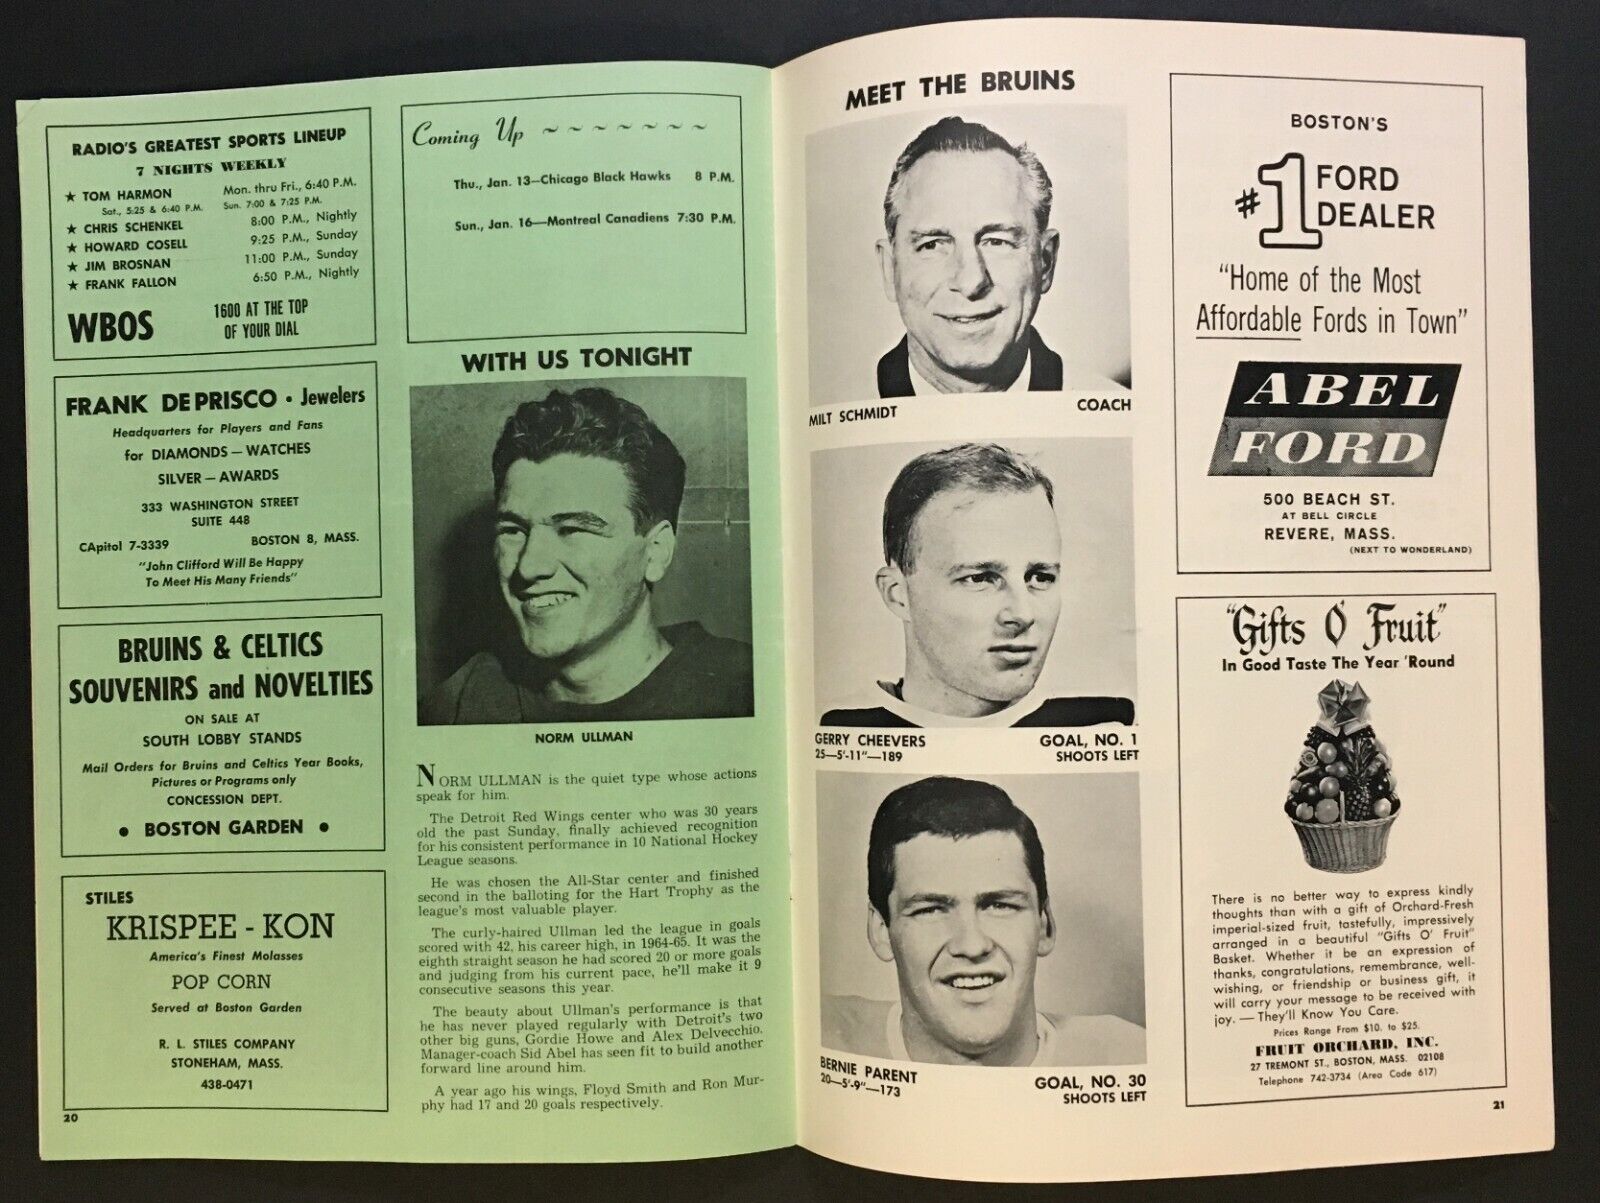 RADIO'S GREATEST SPORTS LINEUP
7 NIGHTS WEEKLY
★ TOM HARMON Mon. thru Fri., 6:40 P.M.
Sat., 5:25 & 6:40 P.M. Sun. 7:00 & 7:25 P.M.
★ CHRIS SCHENKEL 8:00 P.M., Nightly
★ HOWARD COSELL 9:25 P.M., Sunday
★ JIM BROSNAN 11:00 P.M., Sunday
★ FRANK FALLON 6:50 P.M., Nightly
WBOS
1600 AT THE TOP
OF YOUR DIAL
FRANK DE PRISCO • Jewelers
Headquarters for Players and Fans
for DIAMONDS — WATCHES
SILVER — AWARDS
333 WASHINGTON STREET
SUITE 448
CApitol 7-3339 BOSTON 8, MASS.
"John Clifford Will Be Happy
To Meet His Many Friends"
BRUINS & CELTICS
SOUVENIRS and NOVELTIES
ON SALE AT
SOUTH LOBBY STANDS
Mail Orders for Bruins and Celtics Year Books,
Pictures or Programs only
CONCESSION DEPT.
• BOSTON GARDEN •
STILES
KRISPEE - KON
America's Finest Molasses
POP CORN
Served at Boston Garden
R. L. STILES COMPANY
STONEHAM, MASS.
438-0471
20
Coming Up ~ ~ ~ ~ ~ ~ ~
Thu., Jan. 13—Chicago Black Hawks 8 P.M.
Sun., Jan. 16—Montreal Canadiens 7:30 P.M.
WITH US TONIGHT
NORM ULLMAN
NORM ULLMAN is the quiet type whose actions
speak for him.
The Detroit Red Wings center who was 30 years
old the past Sunday, finally achieved recognition
for his consistent performance in 10 National Hockey
League seasons.
He was chosen the All-Star center and finished
second in the balloting for the Hart Trophy as the
league's most valuable player.
The curly-haired Ullman led the league in goals
scored with 42, his career high, in 1964-65. It was the
eighth straight season he had scored 20 or more goals
and judging from his current pace, he'll make it 9
consecutive seasons this year.
The beauty about Ullman's performance is that
he has never played regularly with Detroit's two
other big guns, Gordie Howe and Alex Delvecchio.
Manager-coach Sid Abel has seen fit to build another
forward line around him.
A year ago his wings, Floyd Smith and Ron Mur-
phy had 17 and 20 goals respectively.
MEET THE BRUINS
MILT SCHMIDT COACH
GERRY CHEEVERS GOAL, NO. 1
25—5'-11"—189 SHOOTS LEFT
BERNIE PARENT GOAL, NO. 30
20—5'-9"—173 SHOOTS LEFT
BOSTON'S
#1 FORD
DEALER
"Home of the Most
Affordable Fords in Town"
ABEL
FORD
500 BEACH ST.
AT BELL CIRCLE
REVERE, MASS.
(NEXT TO WONDERLAND)
"Gifts O' Fruit"
In Good Taste The Year 'Round
There is no better way to express kindly
thoughts than with a gift of Orchard-Fresh
imperial-sized fruit, tastefully, impressively
arranged in a beautiful "Gifts O' Fruit"
Basket. Whether it be an expression of
thanks, congratulations, remembrance, well-
wishing, or friendship or business gift, it
will carry your message to be received with
joy. — They'll Know You Care.
Prices Range From $10. to $25.
FRUIT ORCHARD, INC.
27 TREMONT ST., BOSTON, MASS. 02108
Telephone 742-3734 (Area Code 617)
21